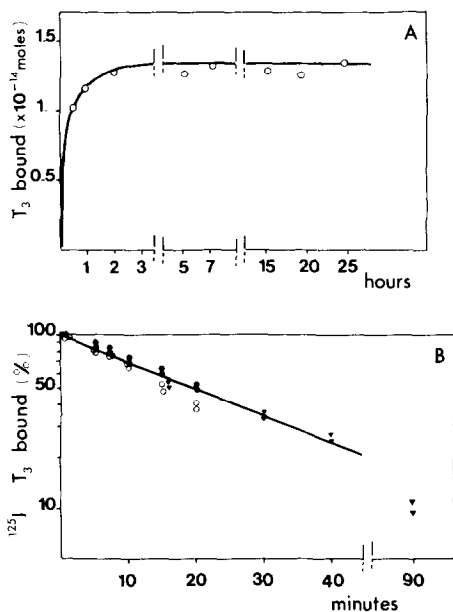 A
T3 bound (x10-14 moles)
1.5
1.
0.5
1 2 3 5 7 15 20 25
hours
B
125I T3 bound (%)
100
50
10
10 20 30 40 90
minutes